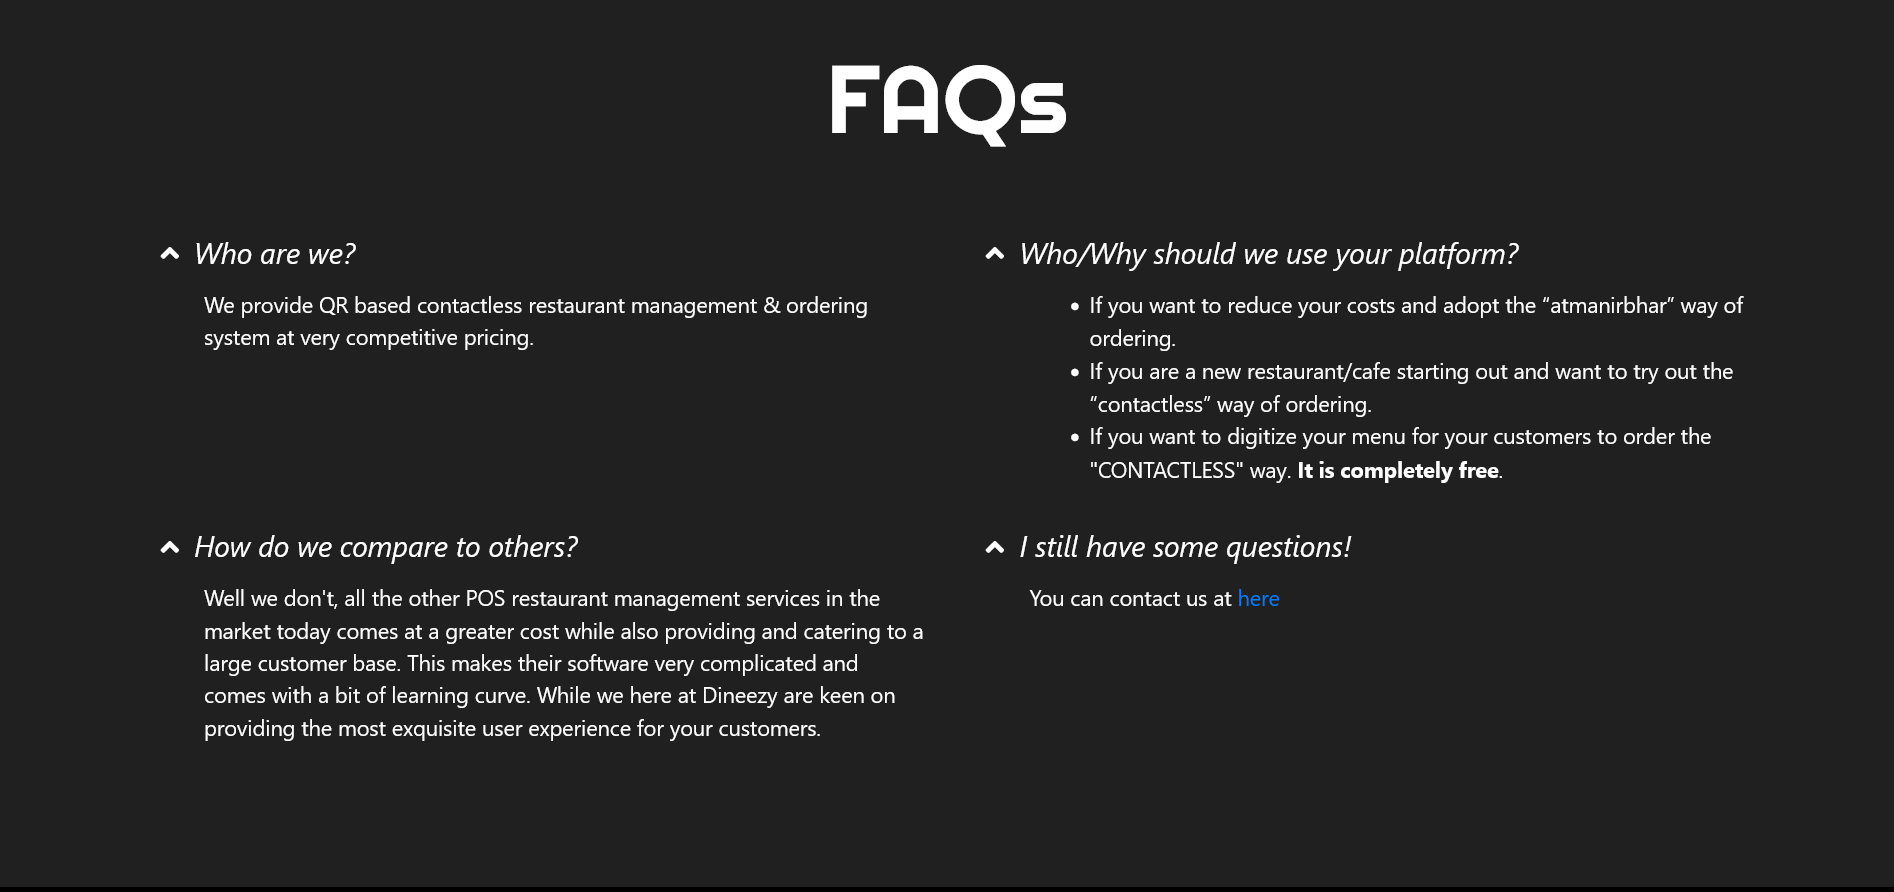 FAQs
Who are we?
We provide QR based contactless restaurant management & ordering
system at very competitive pricing.
Who/Why should we use your platform?
• If you want to reduce your costs and adopt the “atmanirbhar” way of
ordering.
• If you are a new restaurant/cafe starting out and want to try out the
“contactless” way of ordering.
• If you want to digitize your menu for your customers to order the
"CONTACTLESS" way. It is completely free.
How do we compare to others?
Well we don't, all the other POS restaurant management services in the
market today comes at a greater cost while also providing and catering to a
large customer base. This makes their software very complicated and
comes with a bit of learning curve. While we here at Dineezy are keen on
providing the most exquisite user experience for your customers.
I still have some questions!
You can contact us at here